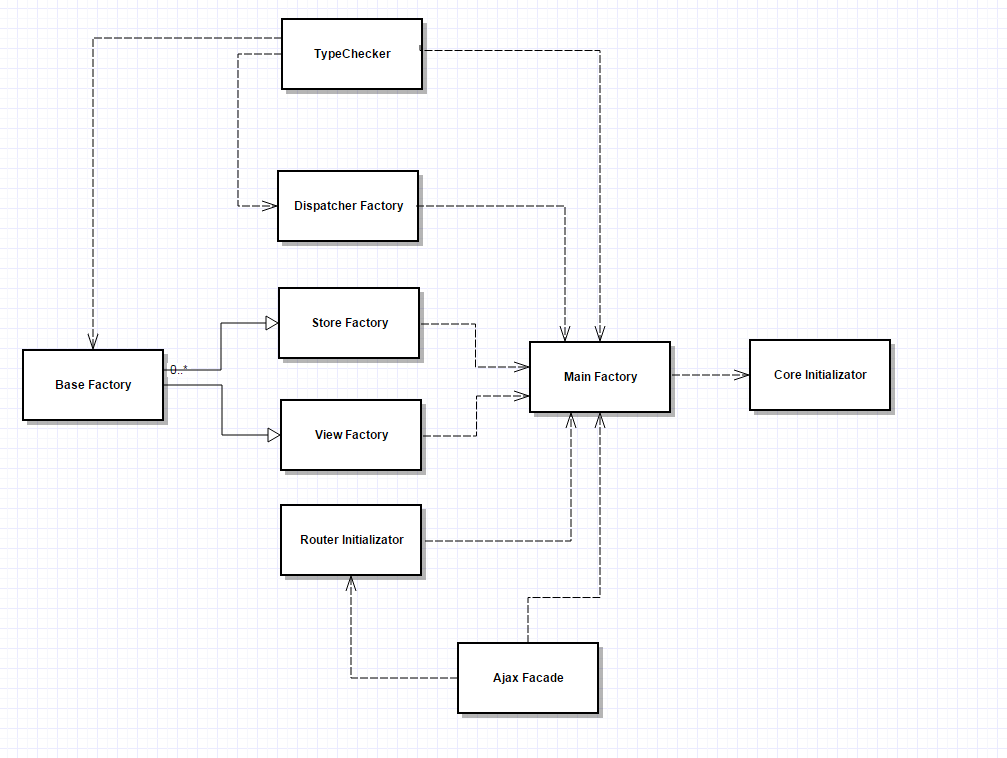 TypeChecker
Dispatcher Factory
Store Factory
0..*
Base Factory
Main Factory
Core Initializator
View Factory
Router Initializator
Ajax Facade